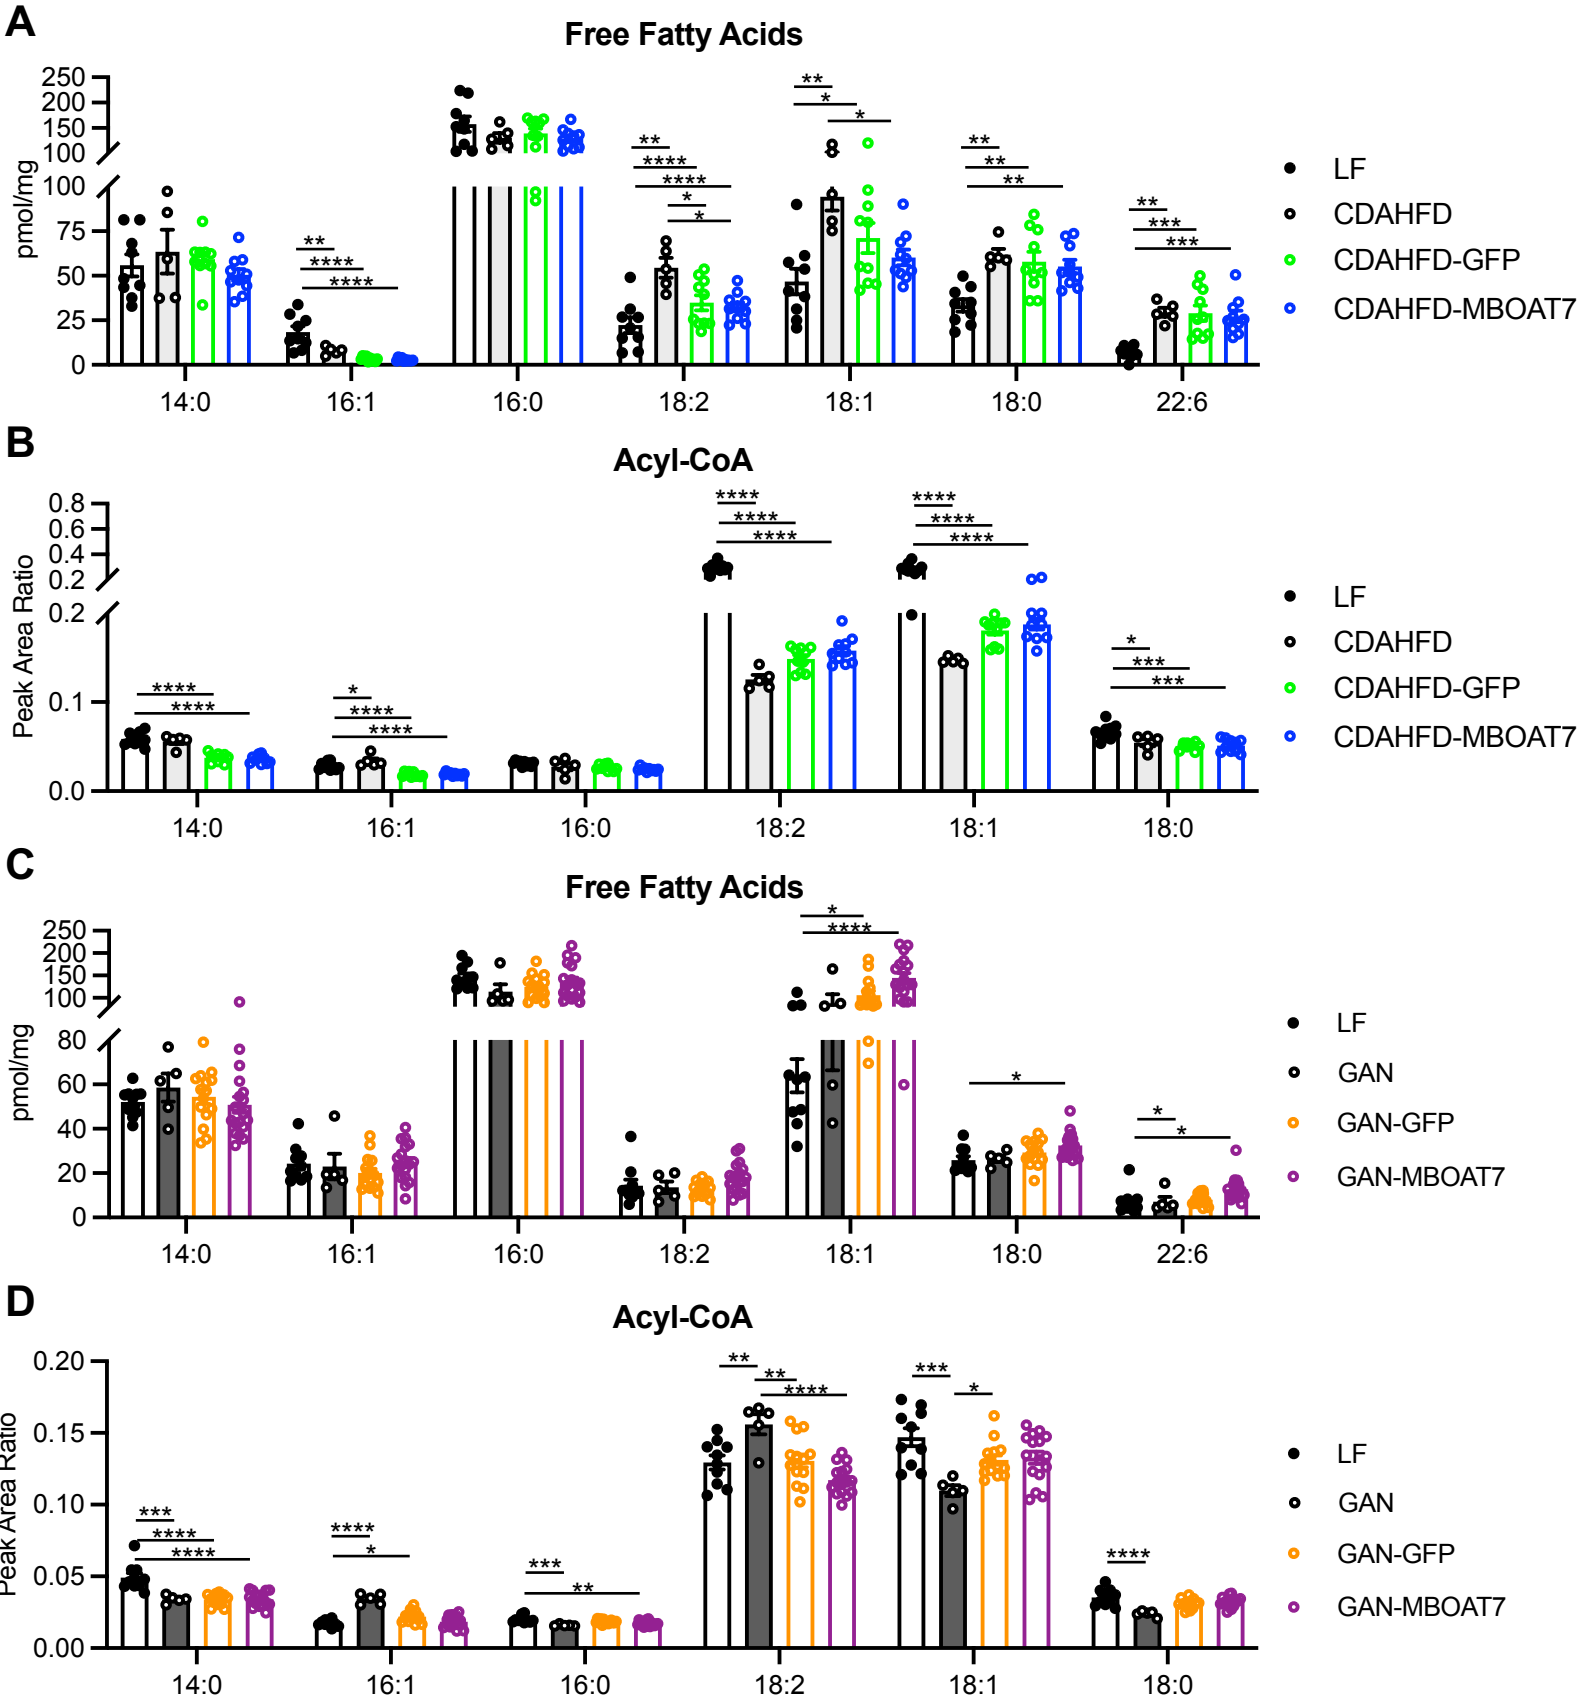 A
Free Fatty Acids
pmol/mg
250
200
150
100
100
75
50
25
0
** **** ****
** **** **** * *
** * *
** ** **
** *** ***
14:0 16:1 16:0 18:2 18:1 18:0 22:6
LF
CDAHFD
CDAHFD-GFP
CDAHFD-MBOAT7
B
Acyl-CoA
Peak Area Ratio
0.8
0.6
0.4
0.2
0.2
0.1
0.0
**** ****
* **** ****
**** **** ****
**** **** ****
* *** ***
14:0 16:1 16:0 18:2 18:1 18:0
LF
CDAHFD
CDAHFD-GFP
CDAHFD-MBOAT7
C
Free Fatty Acids
pmol/mg
250
200
150
100
80
60
40
20
0
* ****
*
* *
14:0 16:1 16:0 18:2 18:1 18:0 22:6
LF
GAN
GAN-GFP
GAN-MBOAT7
D
Acyl-CoA
Peak Area Ratio
0.20
0.15
0.10
0.05
0.00
*** **** ****
**** *
*** **
** ** ****
*** *
****
14:0 16:1 16:0 18:2 18:1 18:0
LF
GAN
GAN-GFP
GAN-MBOAT7